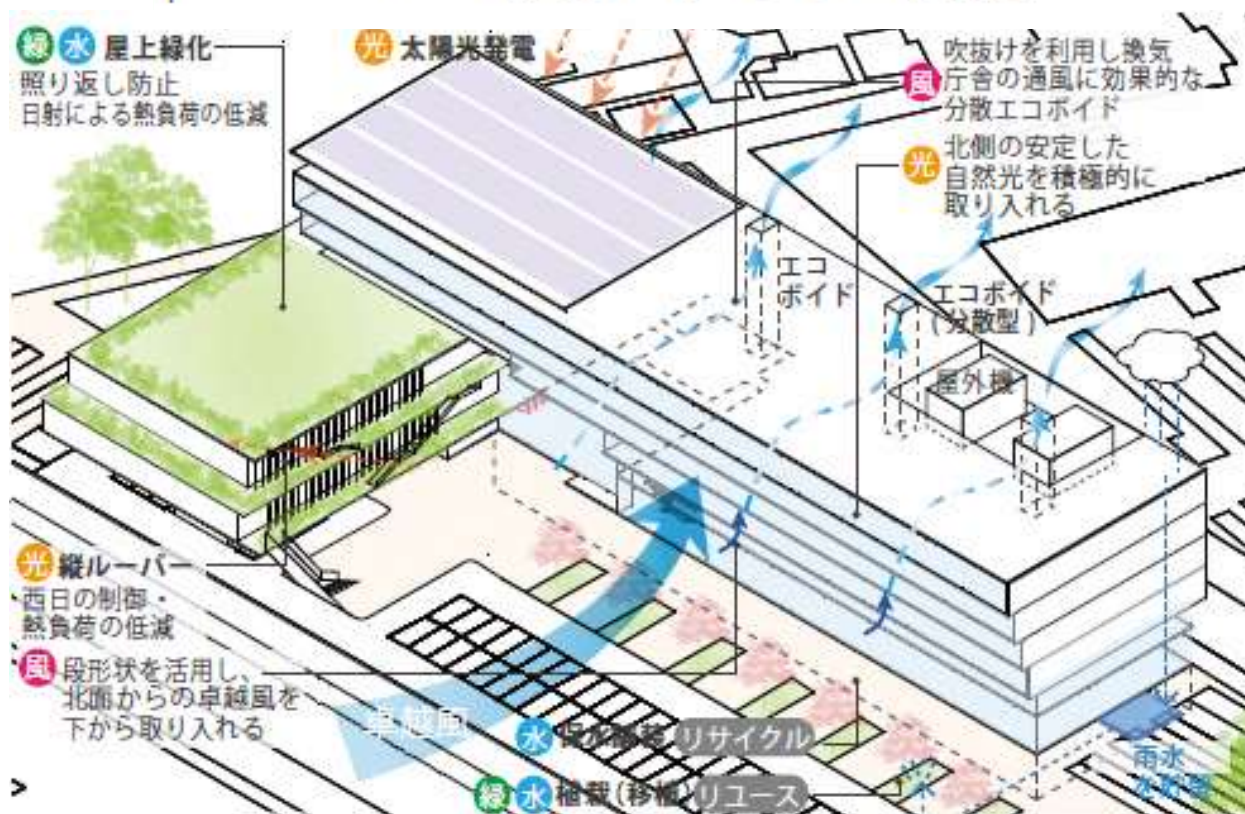 緑 水 屋上緑化
照り返し防止
日射による熱負荷の低減
光 太陽光発電
吹抜けを利用し換気
風 庁舎の通風に効果的な
分散エコボイド
光 北側の安定した
自然光を積極的に
取り入れる
エコ
ボイド
エコボイド
(分散型)
屋外機
光 縦ルーバー
西日の制御・
熱負荷の低減
風 段形状を活用し、
北面からの卓越風を
下から取り入れる
卓越風
水 リサイクル
緑 水 植栽(移植) リユース
雨水
水貯留